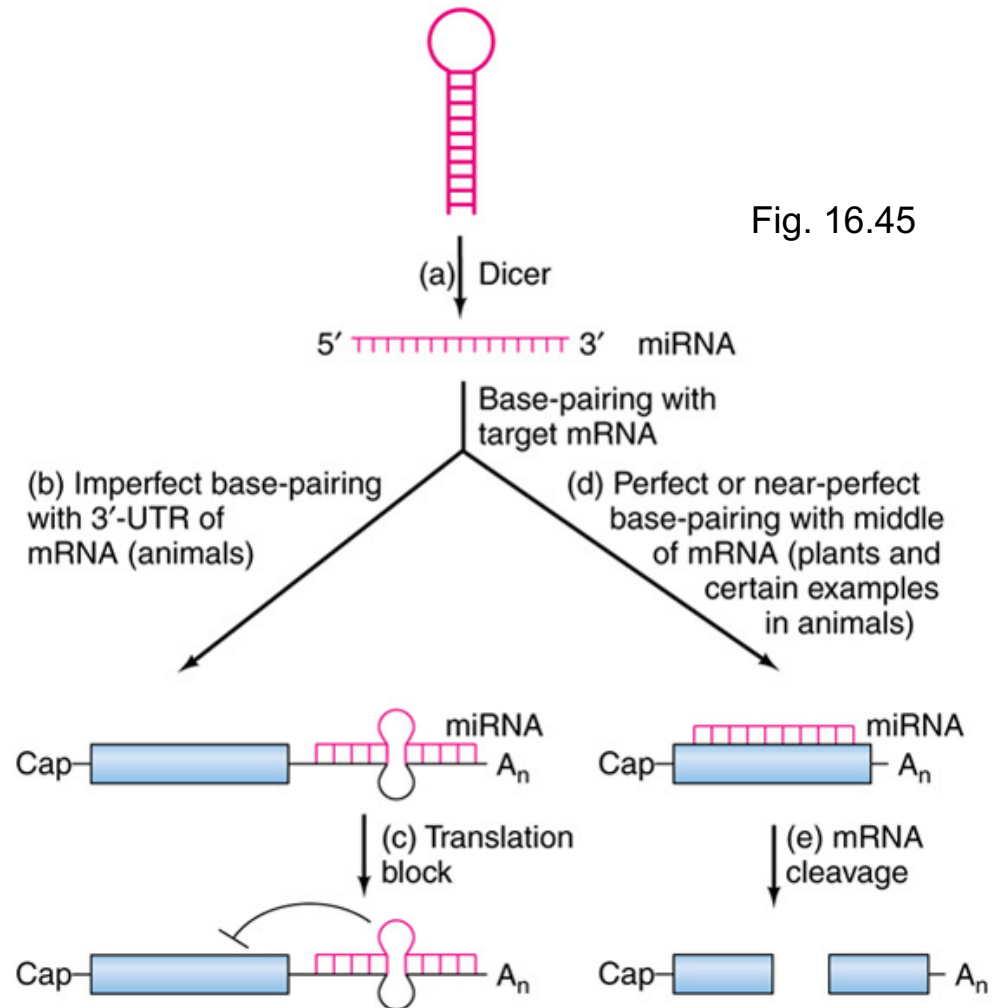 Fig. 16.45
(a) Dicer
5′ 3′ miRNA
Base-pairing with
target mRNA
(b) Imperfect base-pairing
with 3′-UTR of
mRNA (animals)
(d) Perfect or near-perfect
base-pairing with middle
of mRNA (plants and
certain examples
in animals)
miRNA
Cap An
miRNA
Cap An
(c) Translation
block
(e) mRNA
cleavage
Cap An
Cap An